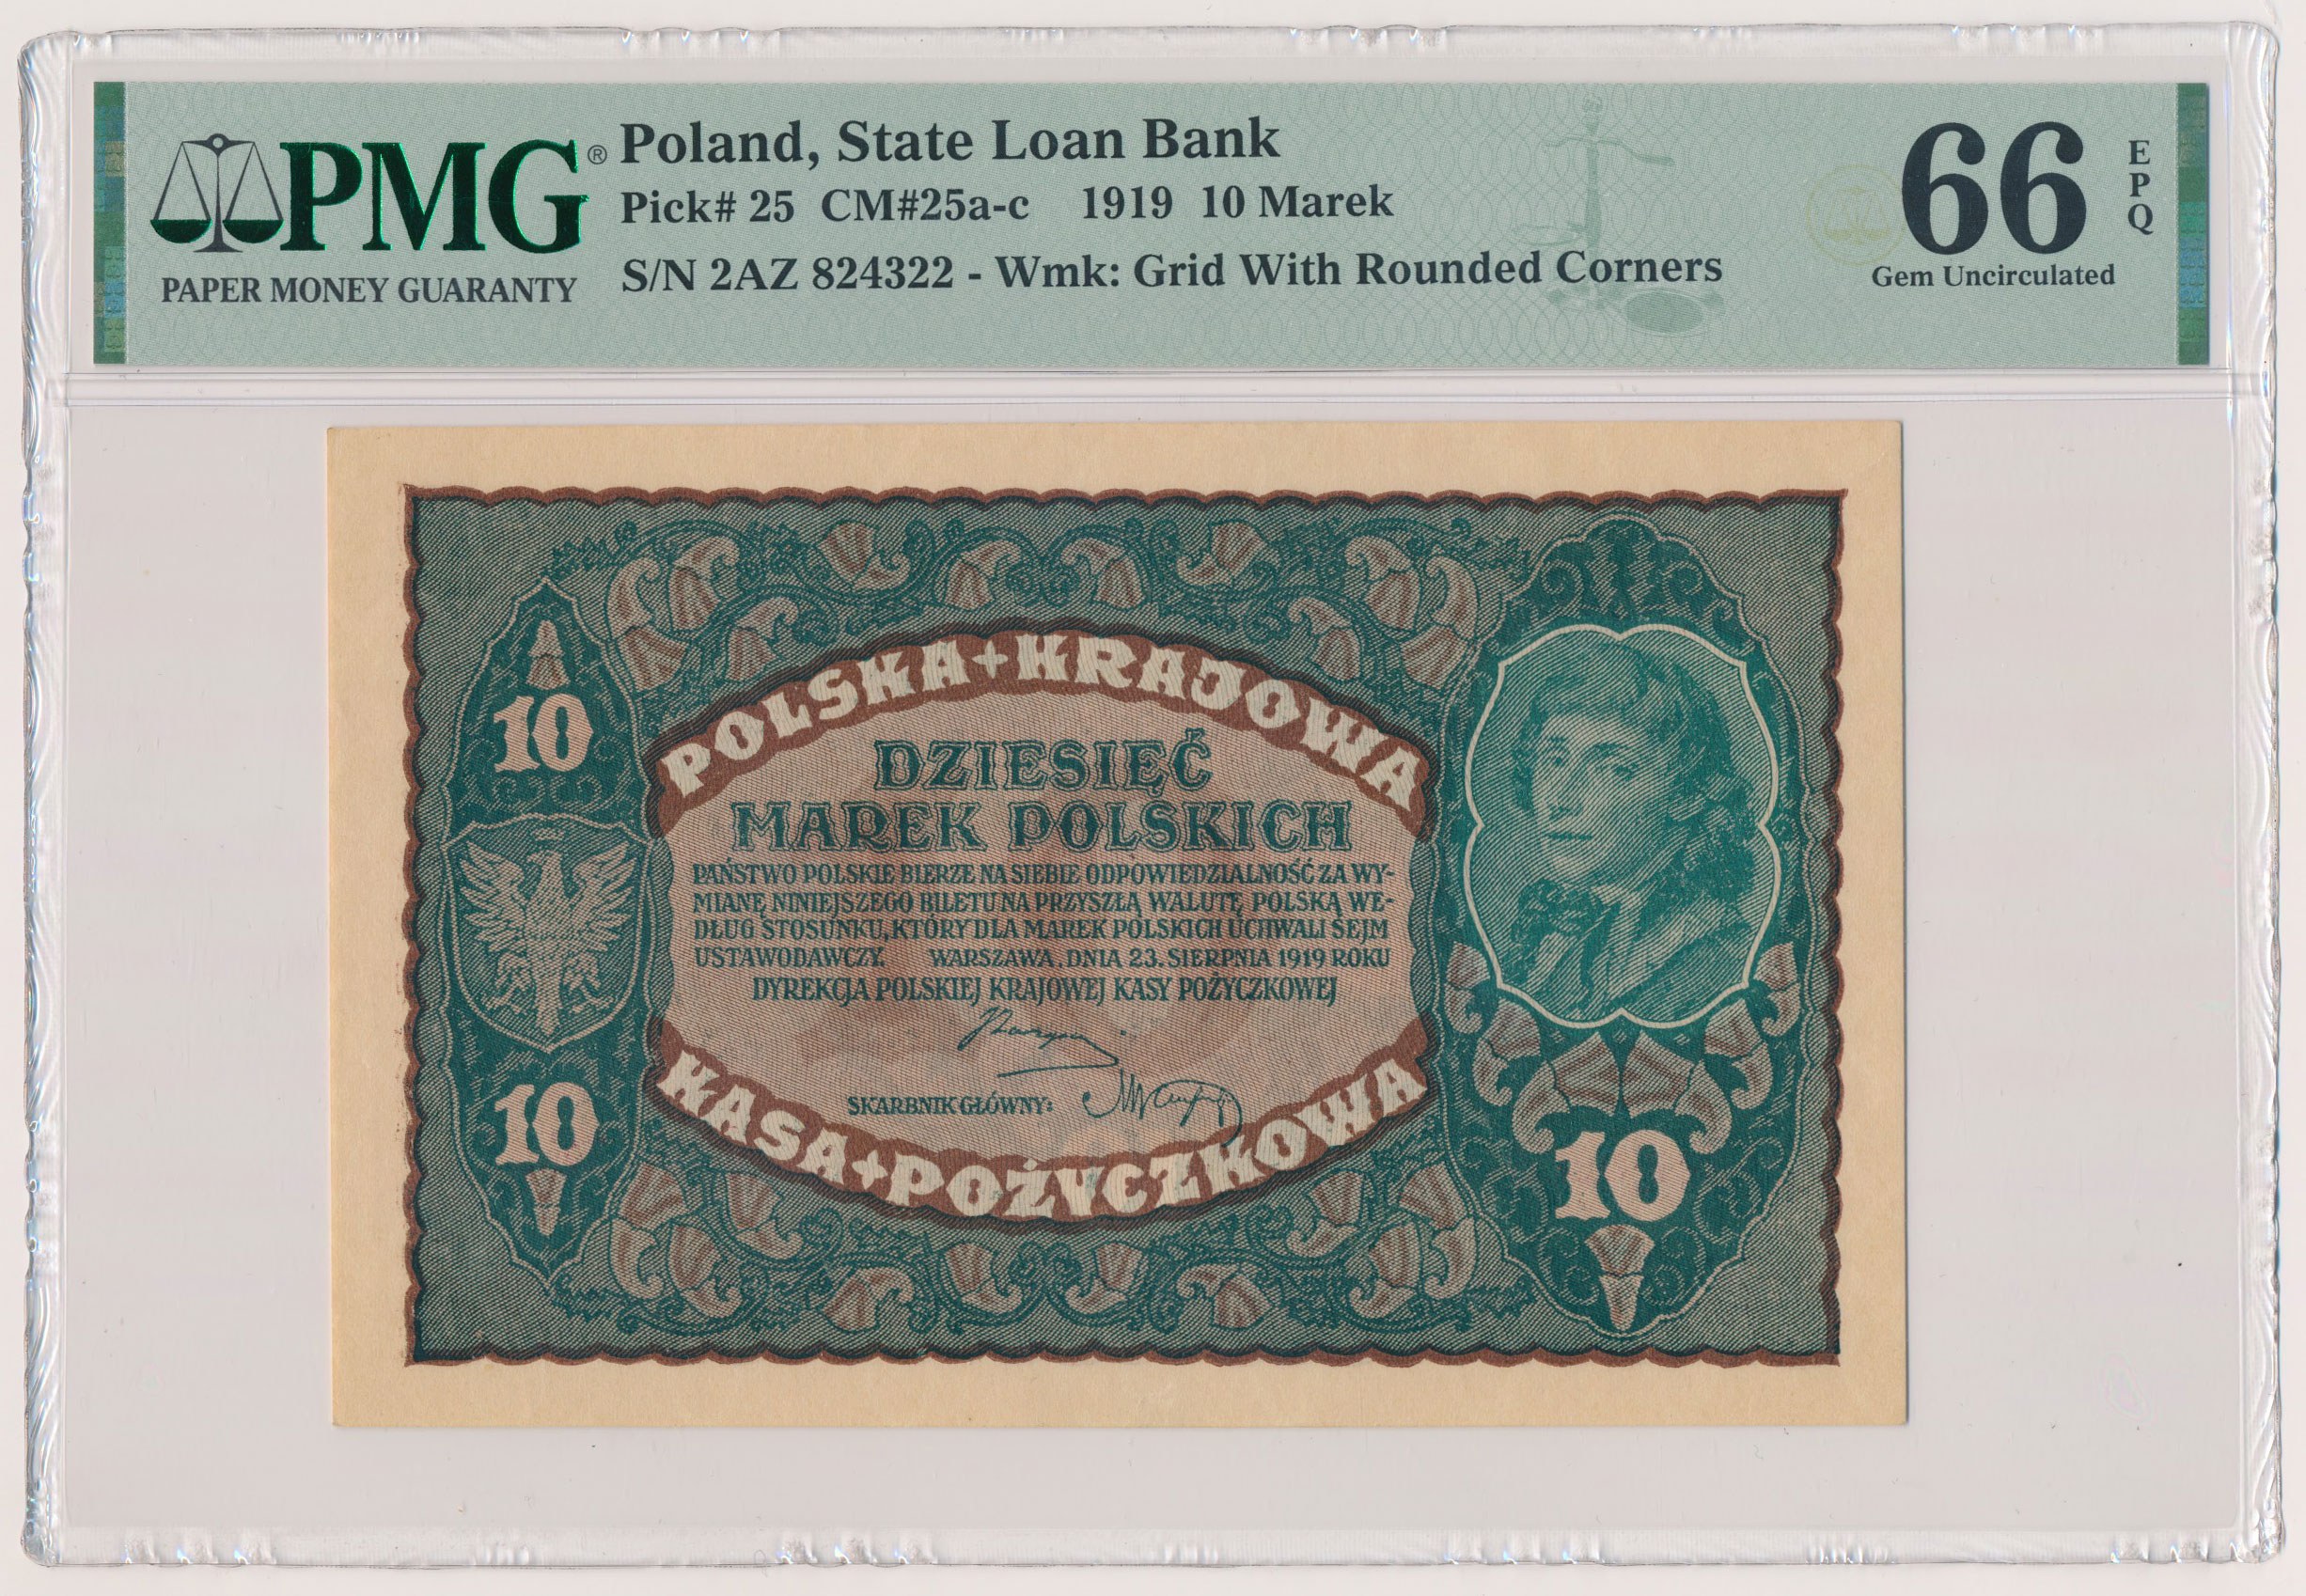 PMG®
PAPER MONEY GUARANTY
Poland, State Loan Bank
Pick# 25 CM#25a-c 1919 10 Marek
S/N 2AZ 824322 - Wmk: Grid With Rounded Corners
66
EPQ
Gem Uncirculated
POLSKA+KRAJOWA
10
DZIESIĘĆ
MAREK POLSKICH
PAŃSTWO POLSKIE BIERZE NA SIEBIE ODPOWIEDZIALNOŚĆ ZA WY-
MIANĘ NINIEJSZEGO BILETU NA PRZYSZŁĄ WALUTĘ POLSKĄ WE-
DŁUG STOSUNKU, KTÓRY DLA MAREK POLSKICH UCHWALI SEJM
USTAWODAWCZY. WARSZAWA, DNIA 23. SIERPNIA 1919 ROKU
DYREKCJA POLSKIEJ KRAJOWEJ KASY POŻYCZKOWEJ
SKARBNIK GŁÓWNY:
10
KASA+POŻYCZKOWA
10